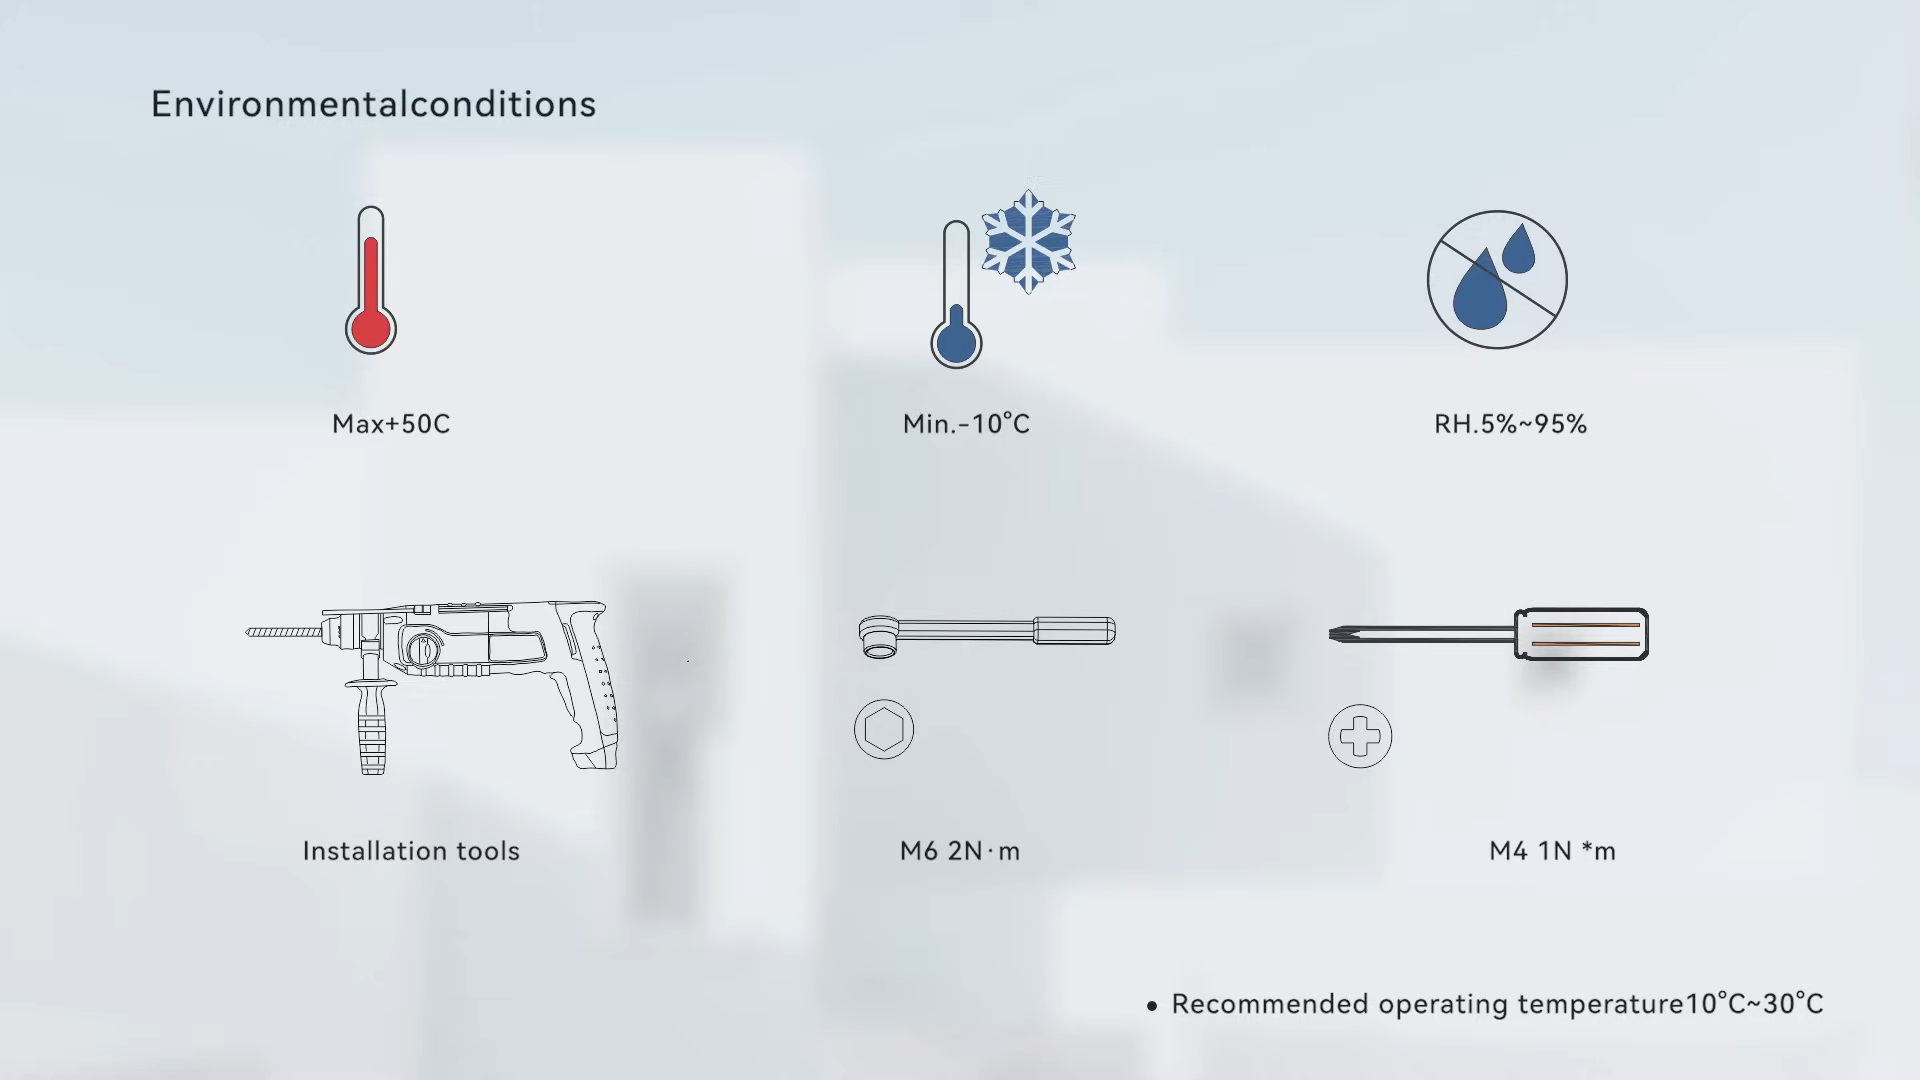 Environmentalconditions
Max+50C
Min.-10°C
RH.5%~95%
Installation tools
M6 2N·m
M4 1N *m
• Recommended operating temperature10°C~30°C